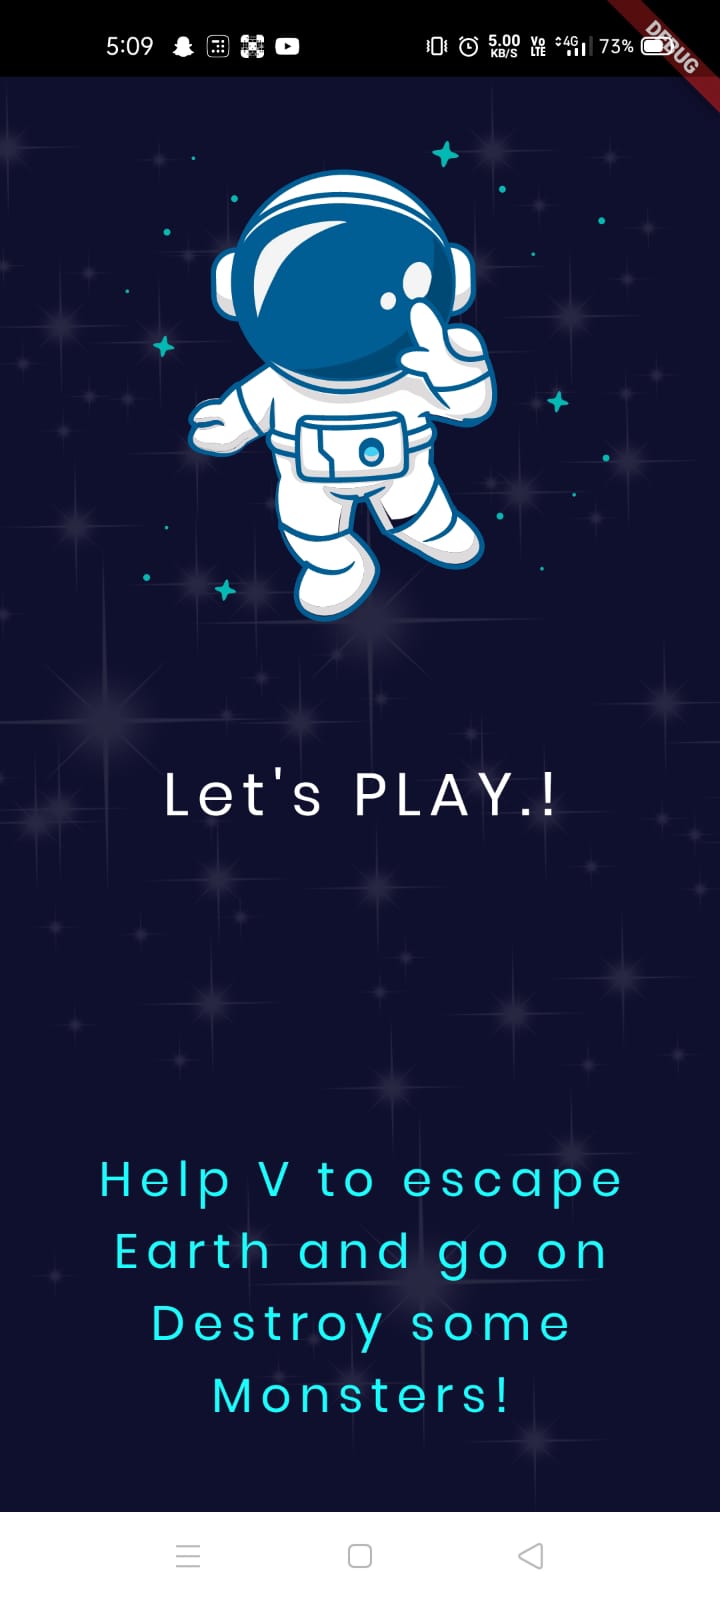 5:09 5.00 KB/S Vo LTE 4G 73%
DEBUG
Let's PLAY.!
Help V to escape
Earth and go on
Destroy some
Monsters!